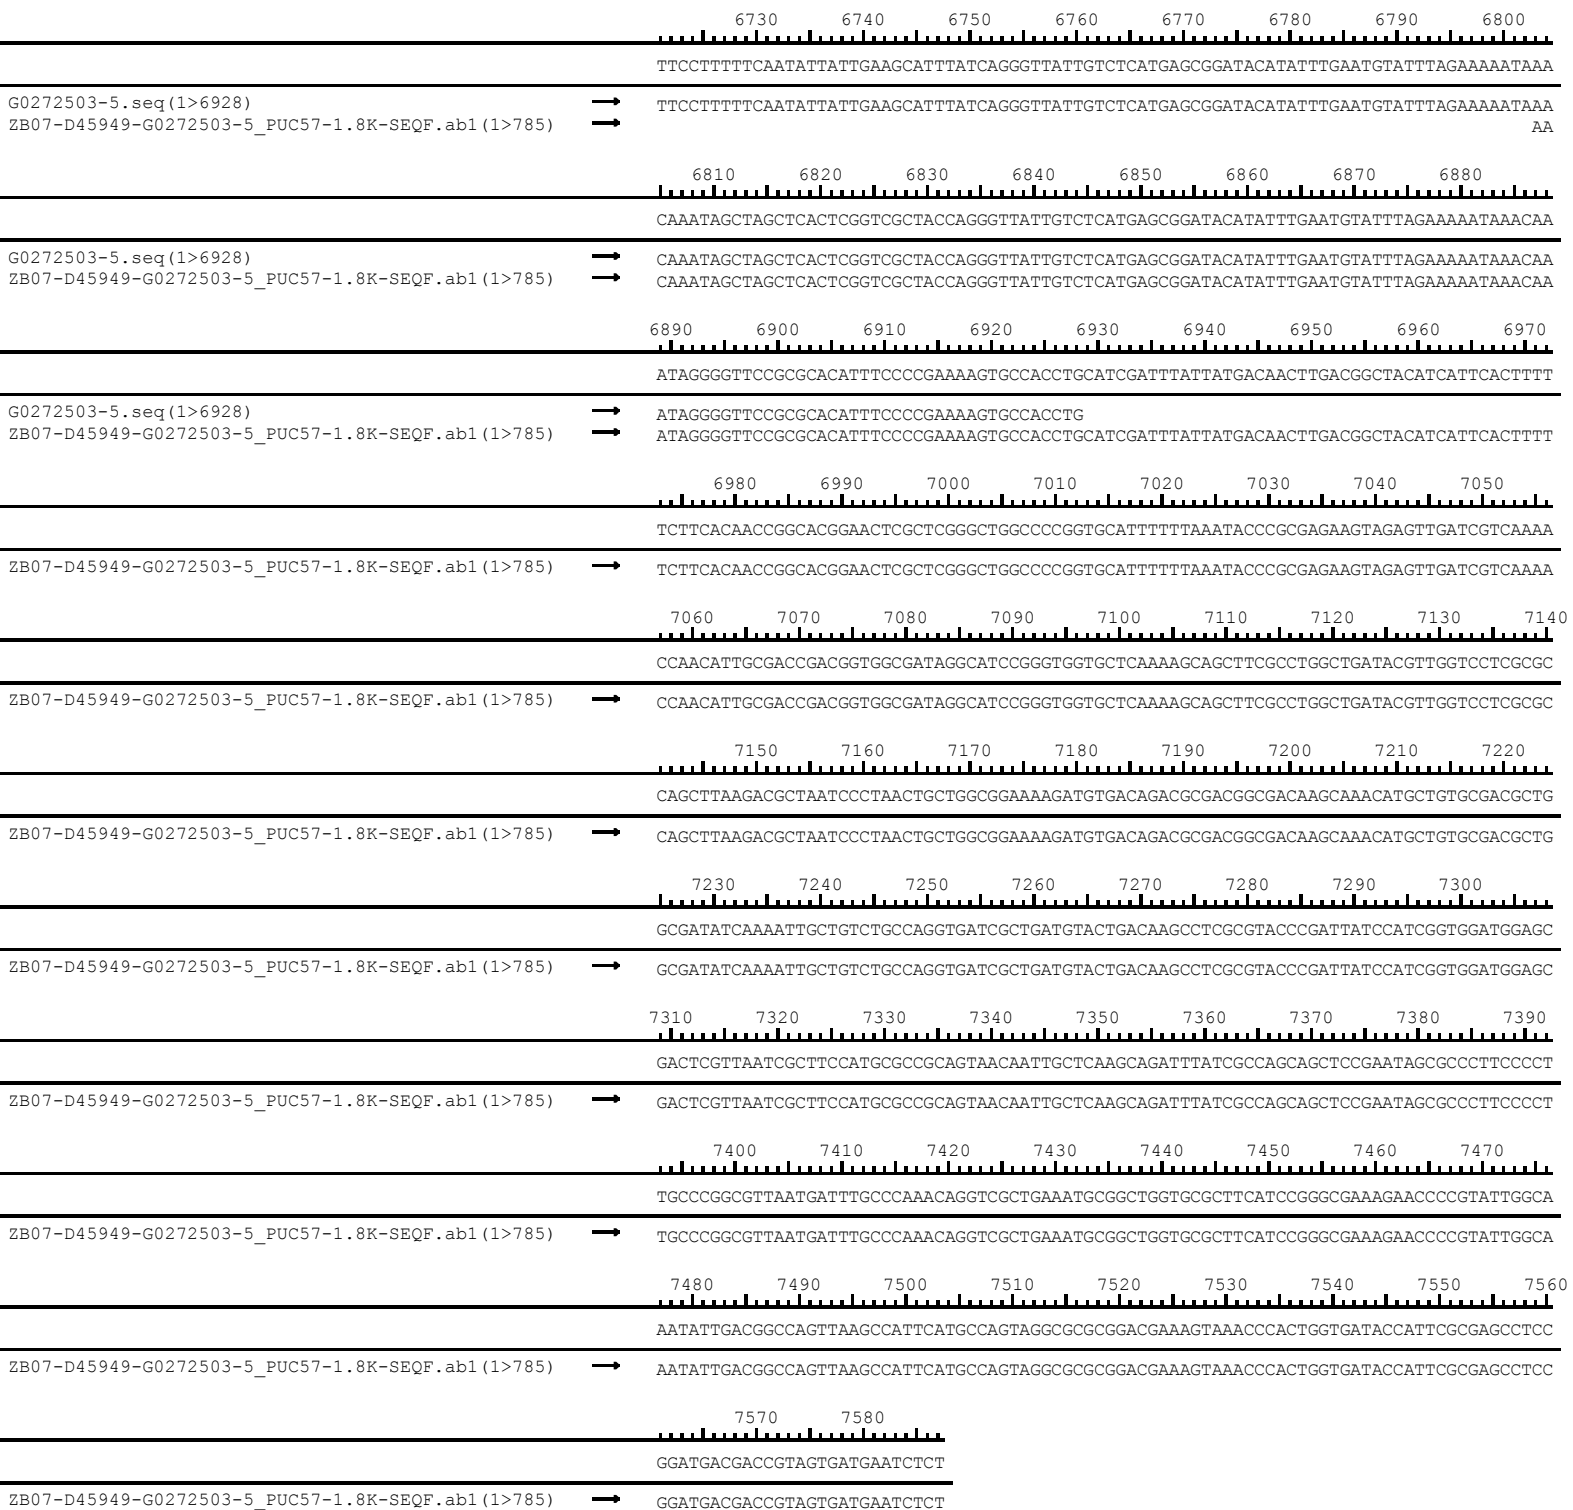 6730 6740 6750 6760 6770 6780 6790 6800
TTCCTTTTTCAATATTATTGAAGCATTTATCAGGGTTATTGTCTCATGAGCGGATACATATTTGAATGTATTTAGAAAAATAAA
G0272503-5.seq(1>6928) → TTCCTTTTTCAATATTATTGAAGCATTTATCAGGGTTATTGTCTCATGAGCGGATACATATTTGAATGTATTTAGAAAAATAAA
ZB07-D45949-G0272503-5_PUC57-1.8K-SEQF.ab1(1>785) → AA
6810 6820 6830 6840 6850 6860 6870 6880
CAAATAGCTAGCTCACTCGGTCGCTACCAGGGTTATTGTCTCATGAGCGGATACATATTTGAATGTATTTAGAAAAATAAACAA
G0272503-5.seq(1>6928) → CAAATAGCTAGCTCACTCGGTCGCTACCAGGGTTATTGTCTCATGAGCGGATACATATTTGAATGTATTTAGAAAAATAAACAA
ZB07-D45949-G0272503-5_PUC57-1.8K-SEQF.ab1(1>785) → CAAATAGCTAGCTCACTCGGTCGCTACCAGGGTTATTGTCTCATGAGCGGATACATATTTGAATGTATTTAGAAAAATAAACAA
6890 6900 6910 6920 6930 6940 6950 6960 6970
ATAGGGGTTCCGCGCACATTTCCCCGAAAAGTGCCACCTGCATCGATTTATTATGACAACTTGACGGCTACATCATTCACTTTT
G0272503-5.seq(1>6928) → ATAGGGGTTCCGCGCACATTTCCCCGAAAAGTGCCACCTG
ZB07-D45949-G0272503-5_PUC57-1.8K-SEQF.ab1(1>785) → ATAGGGGTTCCGCGCACATTTCCCCGAAAAGTGCCACCTGCATCGATTTATTATGACAACTTGACGGCTACATCATTCACTTTT
6980 6990 7000 7010 7020 7030 7040 7050
TCTTCACAACCGGCACGGAACTCGCTCGGGCTGGCCCCGGTGCATTTTTTAAATACCCGCGAGAAGTAGAGTTGATCGTCAAAA
ZB07-D45949-G0272503-5_PUC57-1.8K-SEQF.ab1(1>785) → TCTTCACAACCGGCACGGAACTCGCTCGGGCTGGCCCCGGTGCATTTTTTAAATACCCGCGAGAAGTAGAGTTGATCGTCAAAA
7060 7070 7080 7090 7100 7110 7120 7130 7140
CCAACATTGCGACCGACGGTGGCGATAGGCATCCGGGTGGTGCTCAAAAGCAGCTTCGCCTGGCTGATACGTTGGTCCTCGCGC
ZB07-D45949-G0272503-5_PUC57-1.8K-SEQF.ab1(1>785) → CCAACATTGCGACCGACGGTGGCGATAGGCATCCGGGTGGTGCTCAAAAGCAGCTTCGCCTGGCTGATACGTTGGTCCTCGCGC
7150 7160 7170 7180 7190 7200 7210 7220
CAGCTTAAGACGCTAATCCCTAACTGCTGGCGGAAAAGATGTGACAGACGCGACGGCGACAAGCAAACATGCTGTGCGACGCTG
ZB07-D45949-G0272503-5_PUC57-1.8K-SEQF.ab1(1>785) → CAGCTTAAGACGCTAATCCCTAACTGCTGGCGGAAAAGATGTGACAGACGCGACGGCGACAAGCAAACATGCTGTGCGACGCTG
7230 7240 7250 7260 7270 7280 7290 7300
GCGATATCAAAATTGCTGTCTGCCAGGTGATCGCTGATGTACTGACAAGCCTCGCGTACCCGATTATCCATCGGTGGATGGAGC
ZB07-D45949-G0272503-5_PUC57-1.8K-SEQF.ab1(1>785) → GCGATATCAAAATTGCTGTCTGCCAGGTGATCGCTGATGTACTGACAAGCCTCGCGTACCCGATTATCCATCGGTGGATGGAGC
7310 7320 7330 7340 7350 7360 7370 7380 7390
GACTCGTTAATCGCTTCCATGCGCCGCAGTAACAATTGCTCAAGCAGATTTATCGCCAGCAGCTCCGAATAGCGCCCTTCCCCT
ZB07-D45949-G0272503-5_PUC57-1.8K-SEQF.ab1(1>785) → GACTCGTTAATCGCTTCCATGCGCCGCAGTAACAATTGCTCAAGCAGATTTATCGCCAGCAGCTCCGAATAGCGCCCTTCCCCT
7400 7410 7420 7430 7440 7450 7460 7470
TGCCCGGCGTTAATGATTTGCCCAAACAGGTCGCTGAAATGCGGCTGGTGCGCTTCATCCGGGCGAAAGAACCCCGTATTGGCA
ZB07-D45949-G0272503-5_PUC57-1.8K-SEQF.ab1(1>785) → TGCCCGGCGTTAATGATTTGCCCAAACAGGTCGCTGAAATGCGGCTGGTGCGCTTCATCCGGGCGAAAGAACCCCGTATTGGCA
7480 7490 7500 7510 7520 7530 7540 7550 7560
AATATTGACGGCCAGTTAAGCCATTCATGCCAGTAGGCGCGCGGACGAAAGTAAACCCACTGGTGATACCATTCGCGAGCCTCC
ZB07-D45949-G0272503-5_PUC57-1.8K-SEQF.ab1(1>785) → AATATTGACGGCCAGTTAAGCCATTCATGCCAGTAGGCGCGCGGACGAAAGTAAACCCACTGGTGATACCATTCGCGAGCCTCC
7570 7580
GGATGACGACCGTAGTGATGAATCTCT
ZB07-D45949-G0272503-5_PUC57-1.8K-SEQF.ab1(1>785) → GGATGACGACCGTAGTGATGAATCTCT